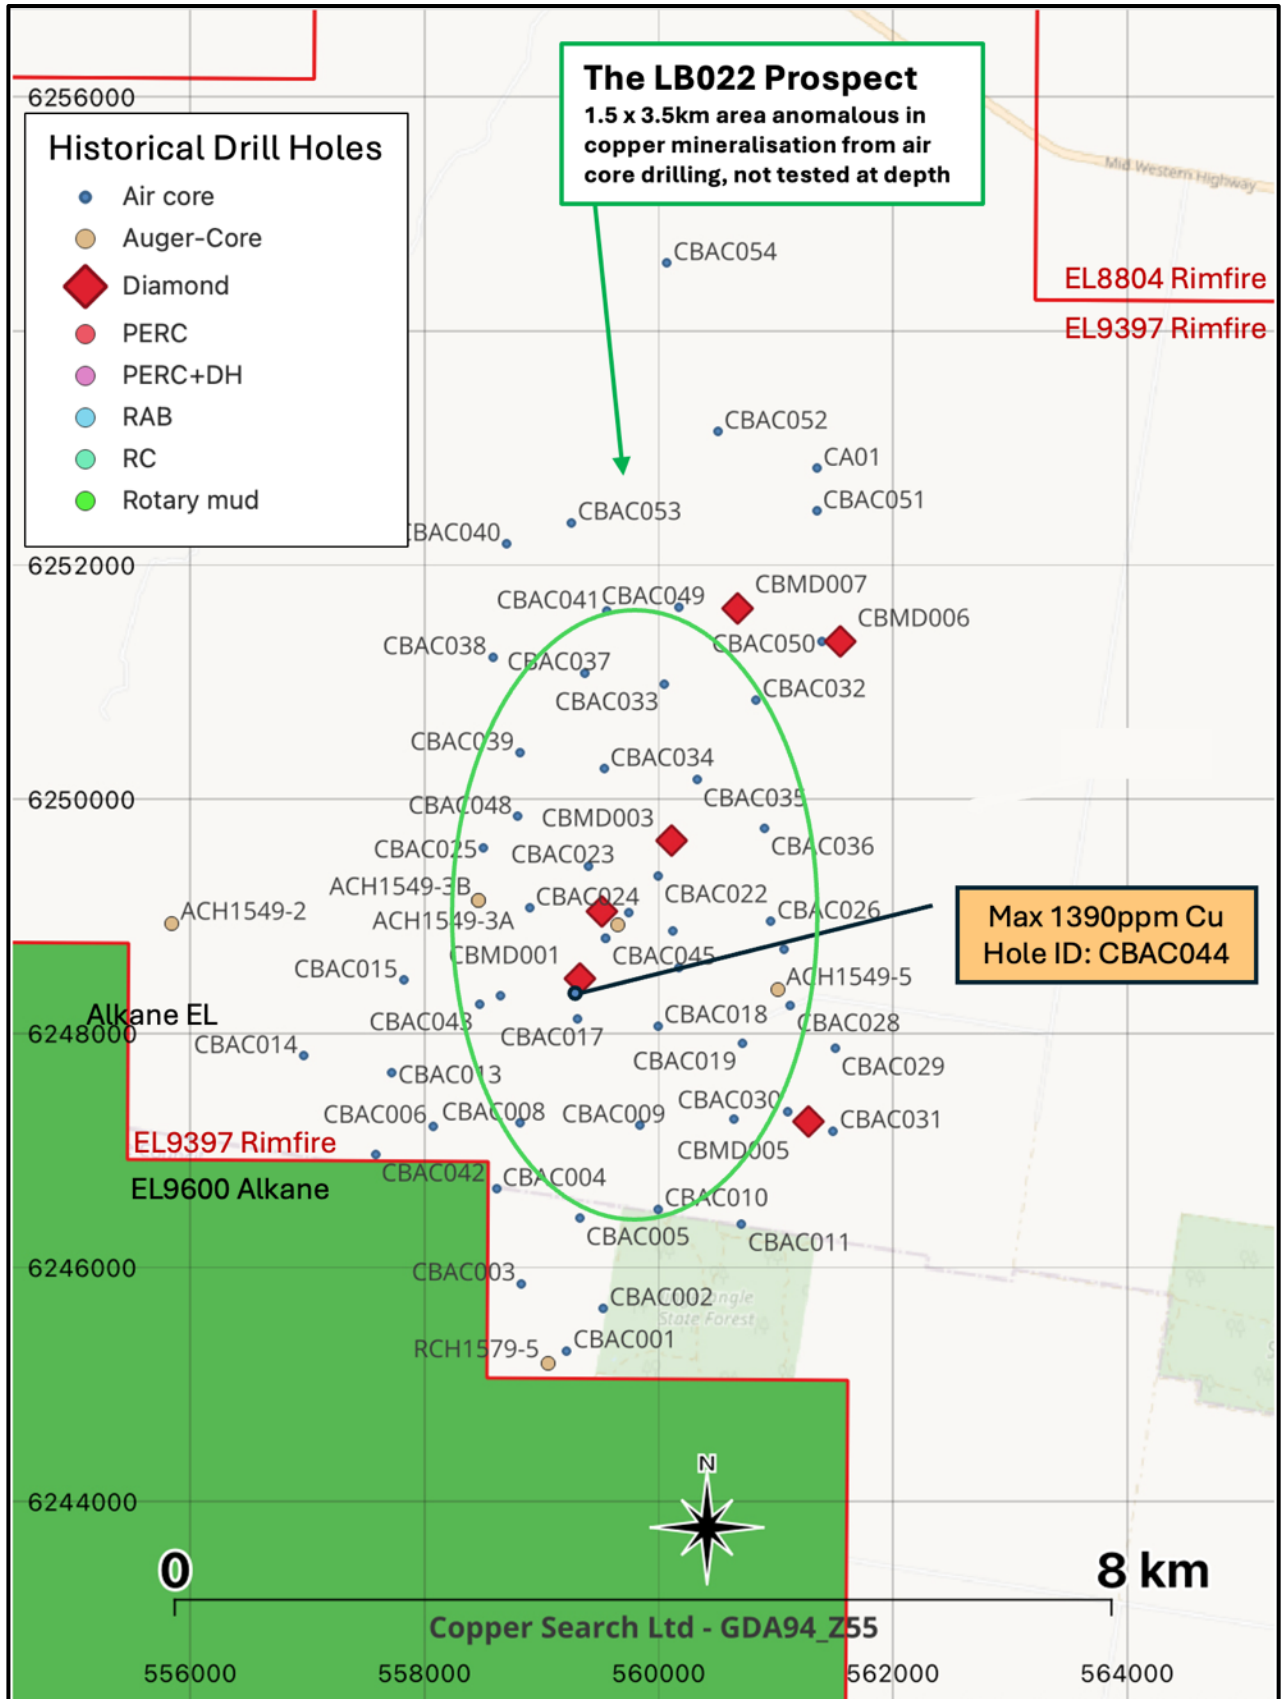 The LB022 Prospect
1.5 x 3.5km area anomalous in
copper mineralisation from air
core drilling, not tested at depth
6256000
Historical Drill Holes
Air core
Auger-Core
Diamond
PERC
PERC+DH
RAB
RC
Rotary mud
Mid Western Highway
CBAC054
EL8804 Rimfire
EL9397 Rimfire
CBAC052
CA01
CBAC051
CBAC053
CBAC040
6252000
CBMD007
CBAC041
CBAC049
CBMD006
CBAC050
CBAC038
CBAC037
CBAC032
CBAC033
CBAC039
CBAC034
6250000
CBAC035
CBAC048
CBMD003
CBAC036
CBAC025
CBAC023
ACH1549-3B
CBAC024
CBAC022
ACH1549-2
ACH1549-3A
CBAC026
Max 1390ppm Cu
Hole ID: CBAC044
CBMD001
CBAC045
CBAC015
ACH1549-5
Alkane EL
CBAC043
CBAC018
CBAC028
6248000
CBAC017
CBAC014
CBAC019
CBAC029
CBAC013
CBAC030
CBAC006
CBAC008
CBAC009
CBAC031
EL9397 Rimfire
CBMD005
CBAC042
CBAC004
EL9600 Alkane
CBAC010
CBAC005
CBAC011
6246000
CBAC003
CBAC002
State Forest
CBAC001
RCH1579-5
N
6244000
0
8 km
Copper Search Ltd - GDA94_Z55
556000
558000
560000
562000
564000